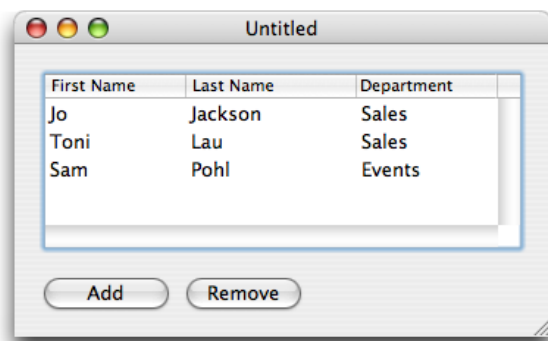 Untitled
First Name Last Name Department
Jo Jackson Sales
Toni Lau Sales
Sam Pohl Events
Add Remove